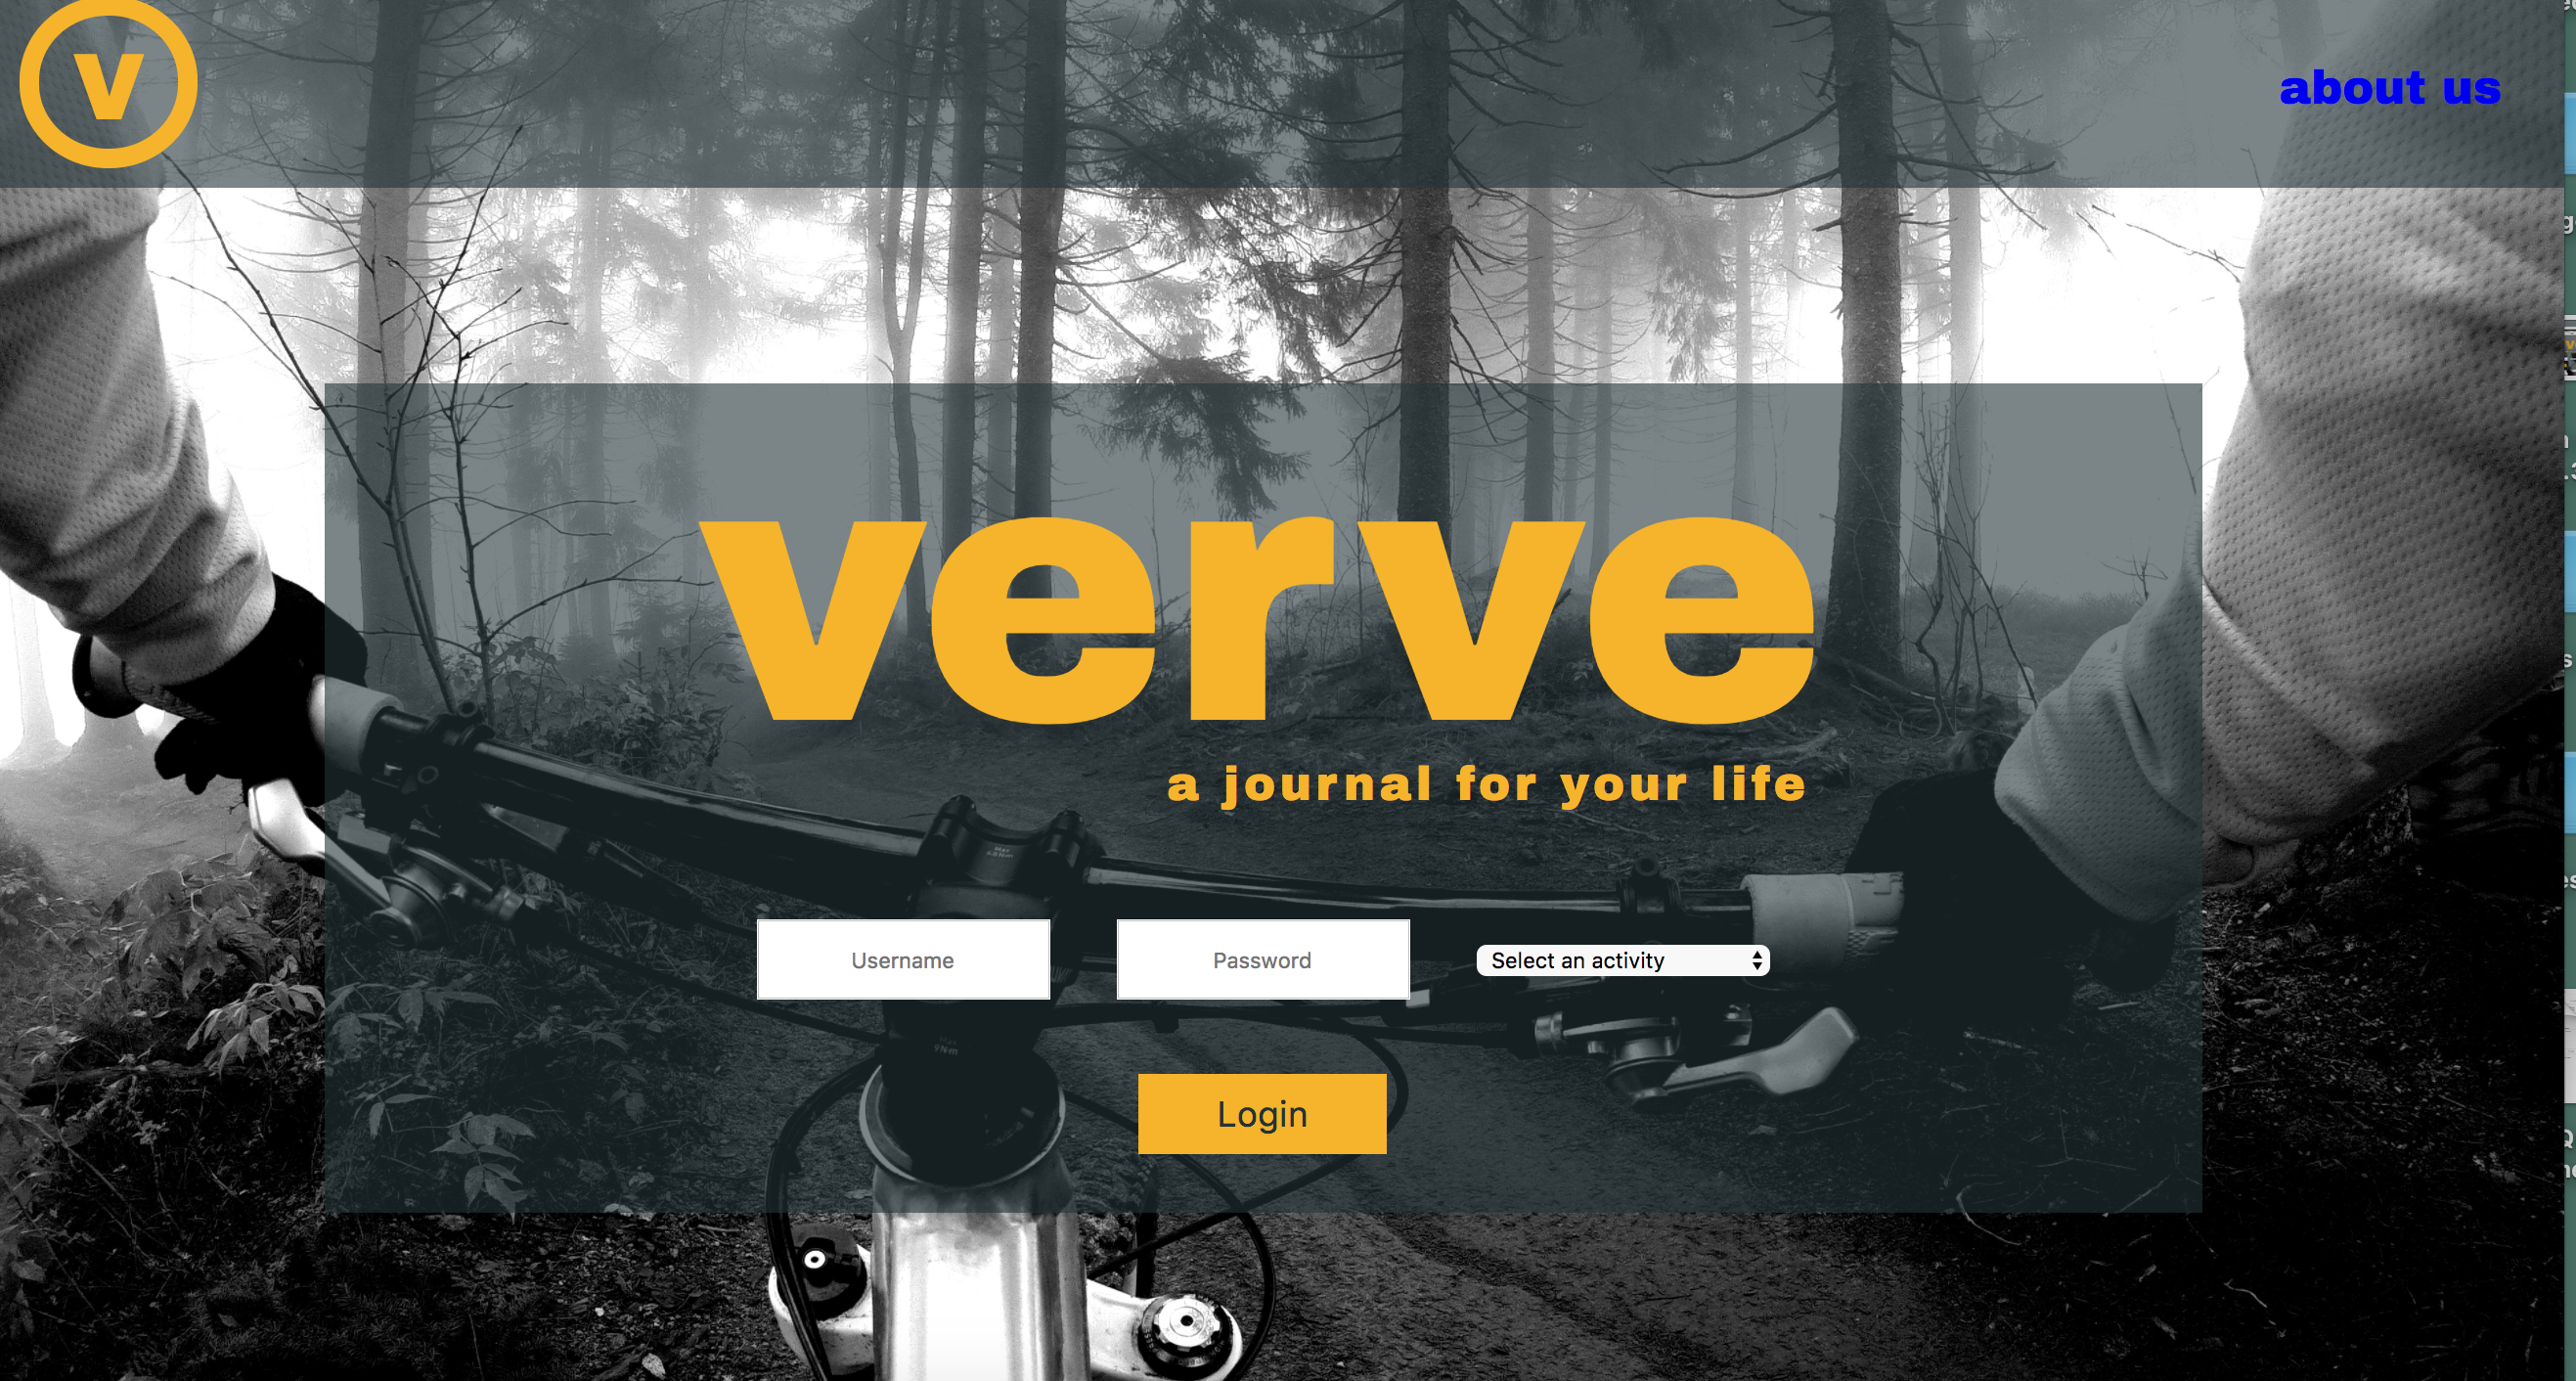 v
about us
verve
a journal for your life
Username
Password
Select an activity
Login